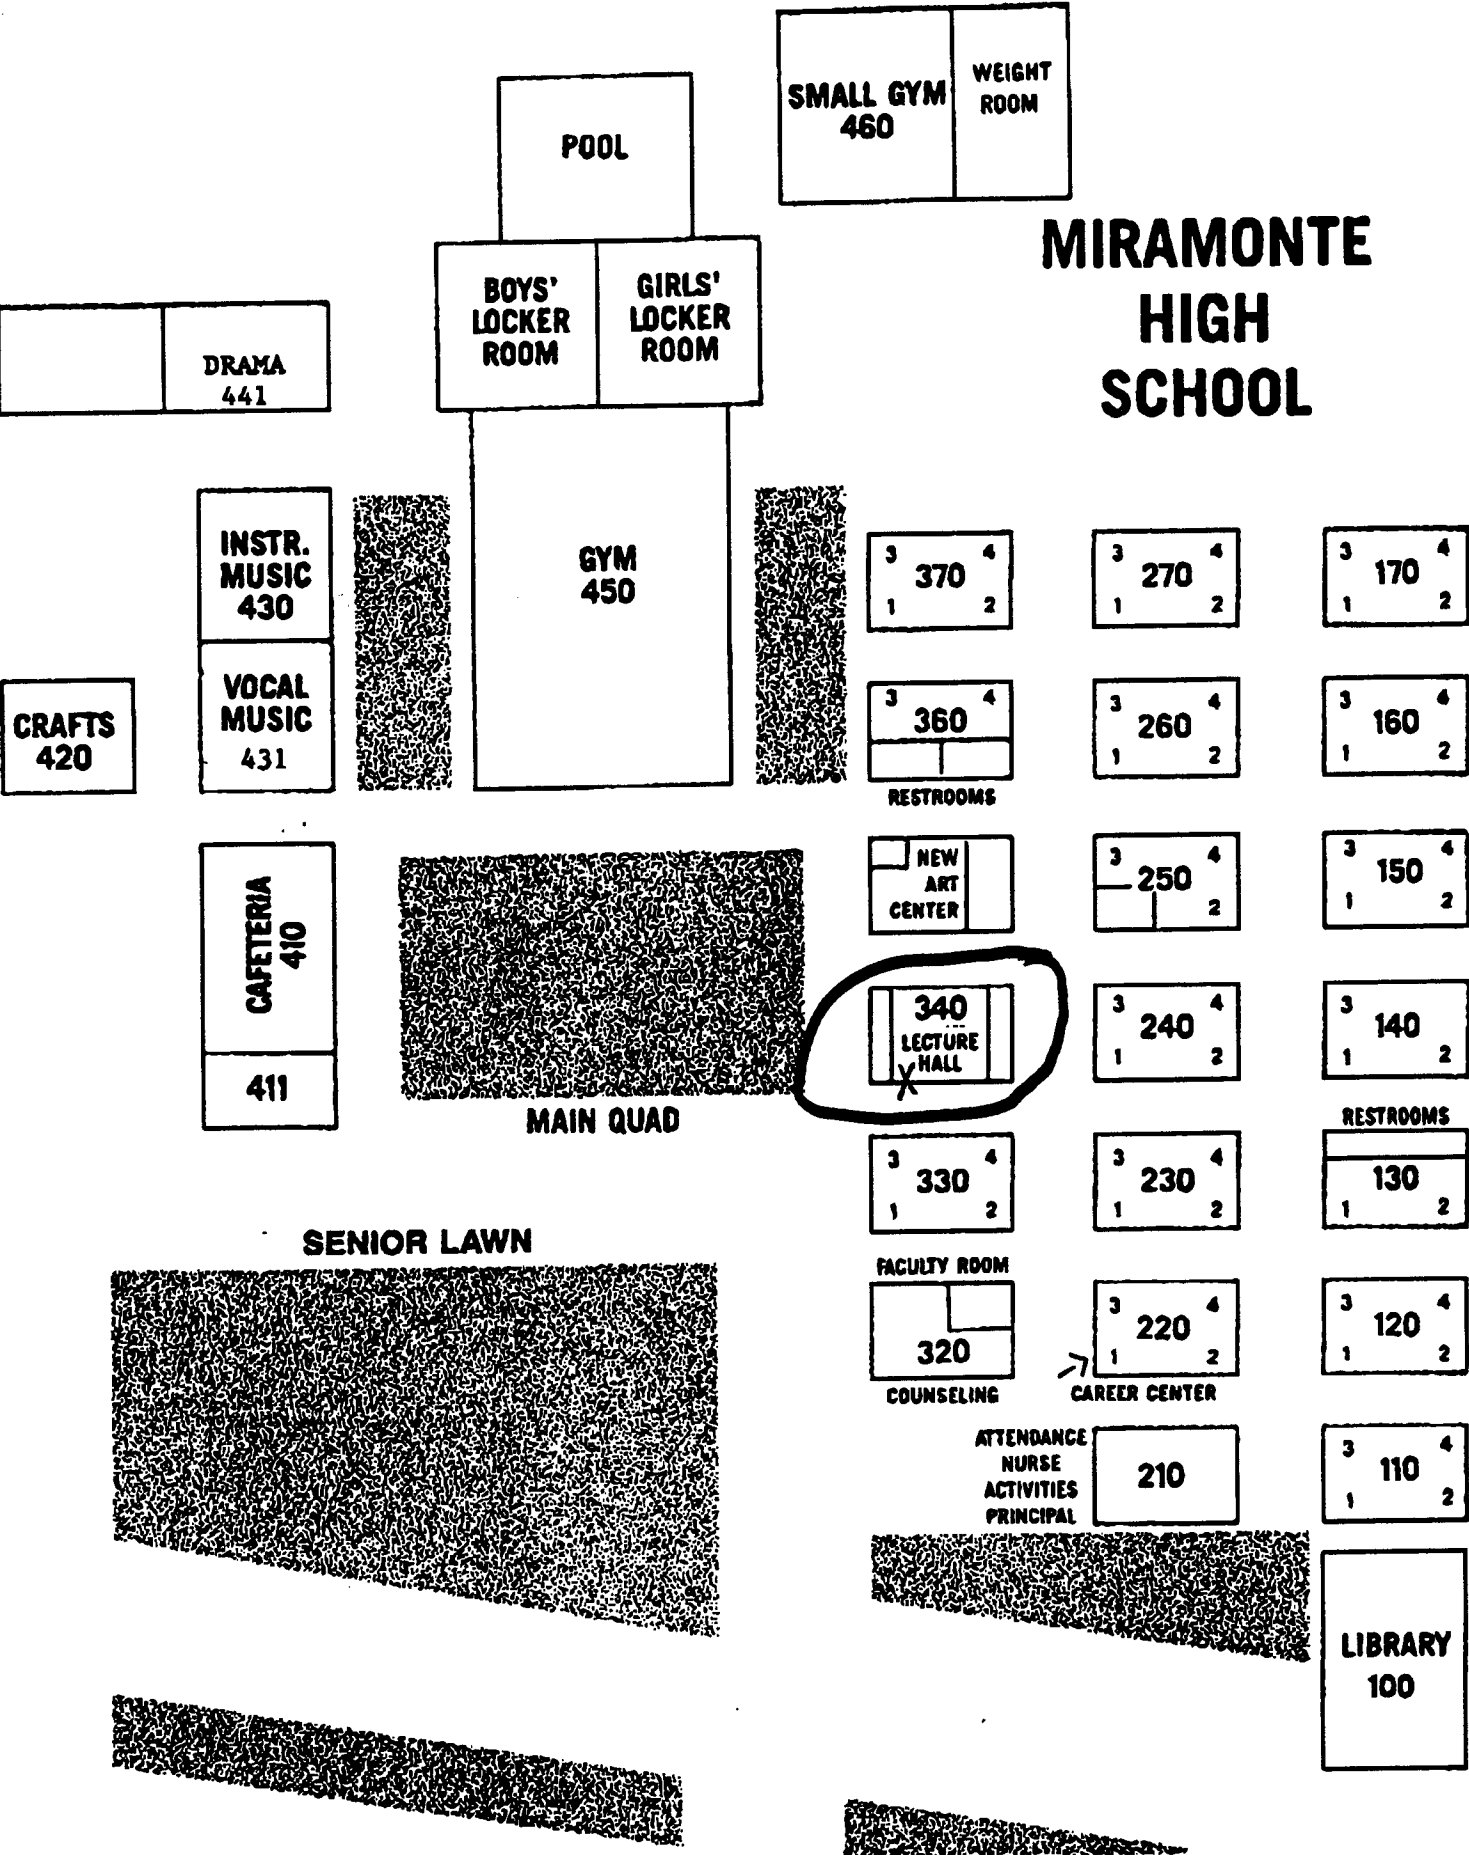 SMALL GYM
460
WEIGHT
ROOM
POOL
MIRAMONTE
HIGH
SCHOOL
BOYS'
LOCKER
ROOM
GIRLS'
LOCKER
ROOM
DRAMA
441
INSTR.
MUSIC
430
GYM
450
3 4
370
1 2
3 4
270
1 2
3 4
170
1 2
VOCAL
MUSIC
431
CRAFTS
420
3 4
360
RESTROOMS
3 4
260
1 2
3 4
160
1 2
CAFETERIA
410
411
NEW
ART
CENTER
3 4
250
2
3 4
150
1 2
MAIN QUAD
340
LECTURE
HALL
X
3 4
240
1 2
3 4
140
1 2
RESTROOMS
130
1 2
3 4
330
1 2
3 4
230
1 2
SENIOR LAWN
FACULTY ROOM
320
COUNSELING
3 4
220
1 2
CAREER CENTER
3 4
120
1 2
ATTENDANCE
NURSE
ACTIVITIES
PRINCIPAL
210
3 4
110
1 2
LIBRARY
100